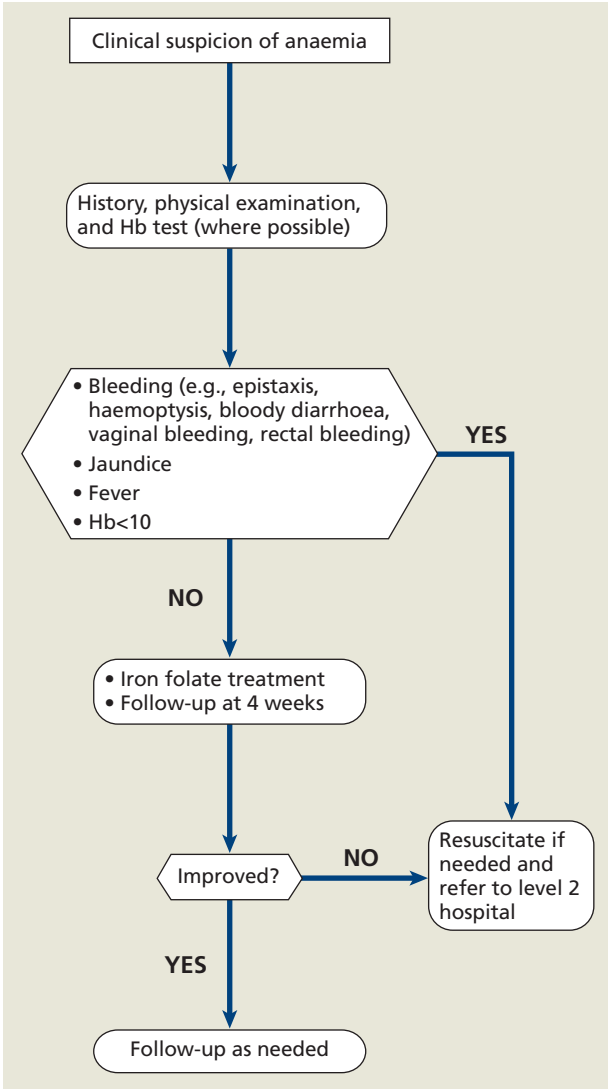 Clinical suspicion of anaemia
History, physical examination,
and Hb test (where possible)
• Bleeding (e.g., epistaxis,
haemoptysis, bloody diarrhoea,
vaginal bleeding, rectal bleeding)
• Jaundice
• Fever
• Hb<10
YES
NO
• Iron folate treatment
• Follow-up at 4 weeks
Improved?
NO
Resuscitate if
needed and
refer to level 2
hospital
YES
Follow-up as needed